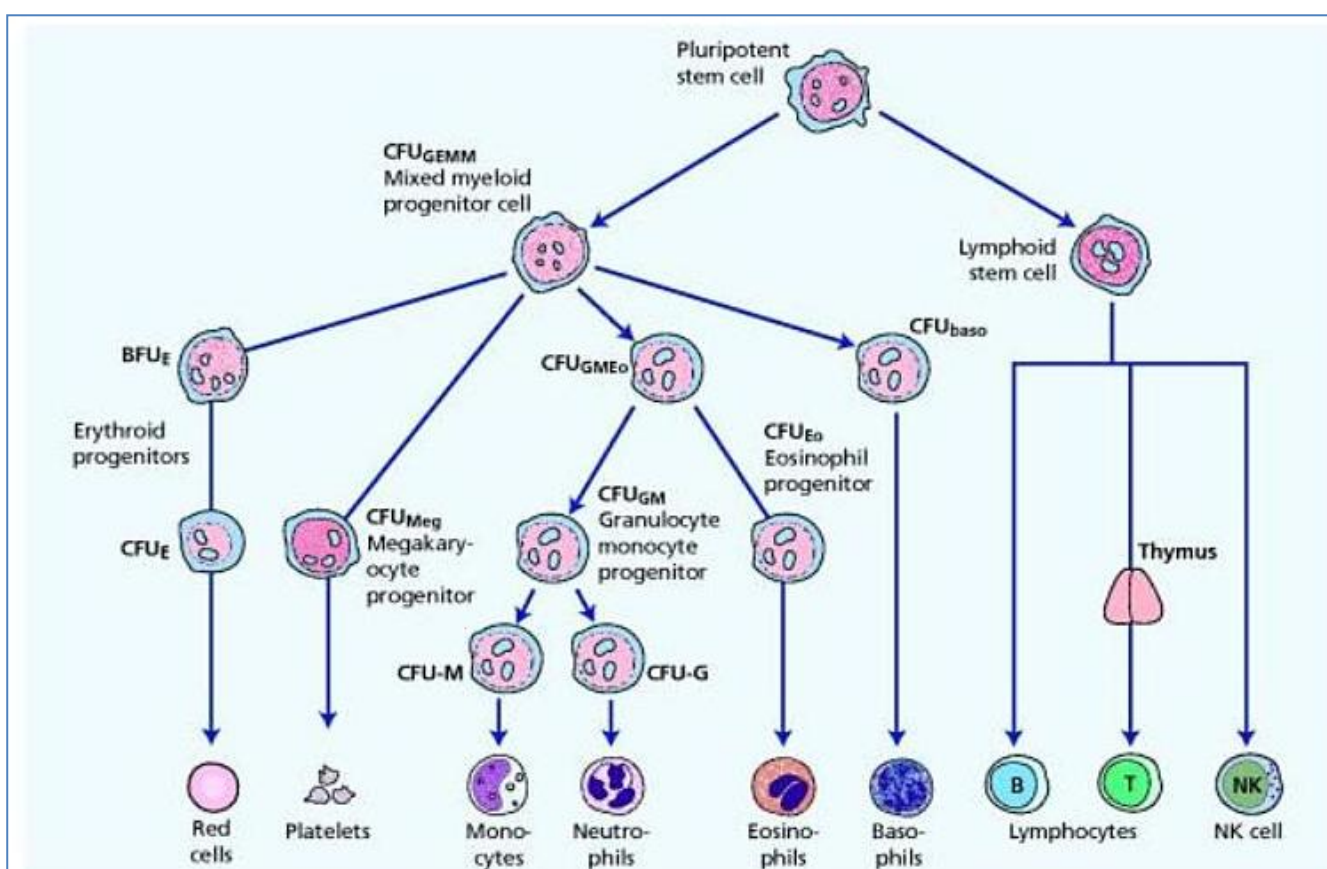 Pluripotent
stem cell
CFUGEMM
Mixed myeloid
progenitor cell
Lymphoid
stem cell
BFUE
CFUGMEo
CFUbaso
Erythroid
progenitors
CFUEo
Eosinophil
progenitor
CFUE
CFUMeg
Megakary-
ocyte
progenitor
CFUGM
Granulocyte
monocyte
progenitor
Thymus
CFU-M
CFU-G
B
T
NK
Red
cells
Platelets
Mono-
cytes
Neutro-
phils
Eosino-
phils
Baso-
phils
Lymphocytes
NK cell